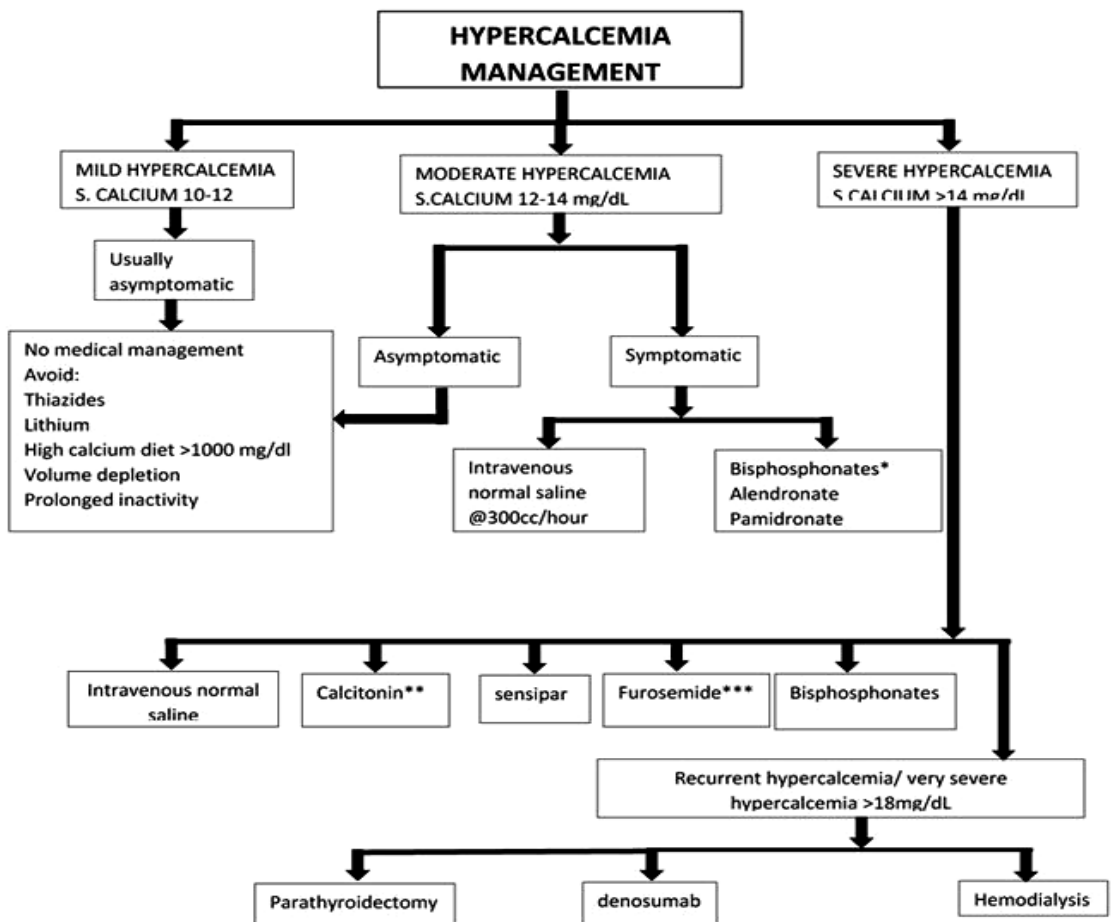 HYPERCALCEMIA
MANAGEMENT
MILD HYPERCALCEMIA
S. CALCIUM 10-12
MODERATE HYPERCALCEMIA
S.CALCIUM 12-14 mg/dL
SEVERE HYPERCALCEMIA
S.CALCIUM >14 mg/dL
Usually
asymptomatic
No medical management
Avoid:
Thiazides
Lithium
High calcium diet >1000 mg/dl
Volume depletion
Prolonged inactivity
Asymptomatic
Symptomatic
Intravenous
normal saline
@300cc/hour
Bisphosphonates*
Alendronate
Pamidronate
Intravenous normal
saline
Calcitonin**
sensipar
Furosemide***
Bisphosphonates
Recurrent hypercalcemia/ very severe
hypercalcemia >18mg/dL
Parathyroidectomy
denosumab
Hemodialysis